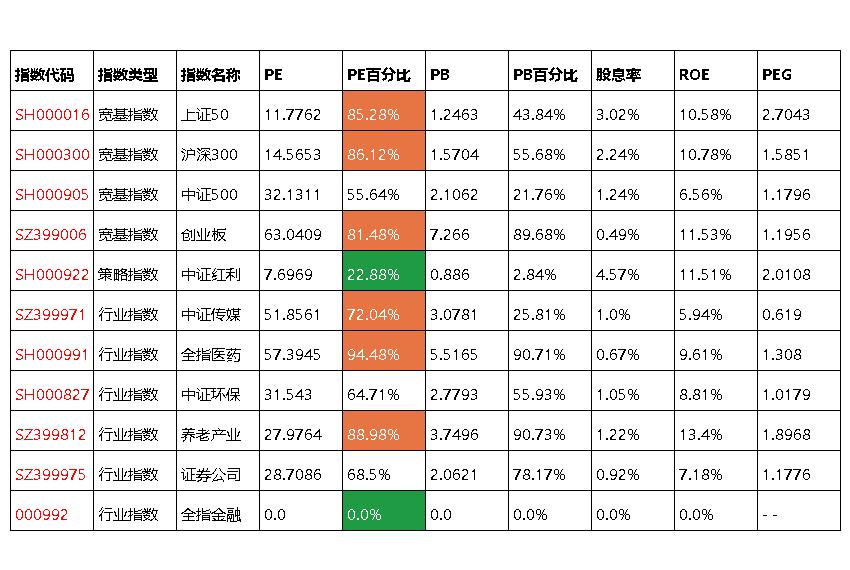 指数代码 指数类型 指数名称 PE PE百分比 PB PB百分比 股息率 ROE PEG
SH000016 宽基指数 上证50 11.7762 85.28% 1.2463 43.84% 3.02% 10.58% 2.7043
SH000300 宽基指数 沪深300 14.5653 86.12% 1.5704 55.68% 2.24% 10.78% 1.5851
SH000905 宽基指数 中证500 32.1311 55.64% 2.1062 21.76% 1.24% 6.56% 1.1796
SZ399006 宽基指数 创业板 63.0409 81.48% 7.266 89.68% 0.49% 11.53% 1.1956
SH000922 策略指数 中证红利 7.6969 22.88% 0.886 2.84% 4.57% 11.51% 2.0108
SZ399971 行业指数 中证传媒 51.8561 72.04% 3.0781 25.81% 1.0% 5.94% 0.619
SH000991 行业指数 全指医药 57.3945 94.48% 5.5165 90.71% 0.67% 9.61% 1.308
SH000827 行业指数 中证环保 31.543 64.71% 2.7793 55.93% 1.05% 8.81% 1.0179
SZ399812 行业指数 养老产业 27.9764 88.98% 3.7496 90.73% 1.22% 13.4% 1.8968
SZ399975 行业指数 证券公司 28.7086 68.5% 2.0621 78.17% 0.92% 7.18% 1.1776
000992 行业指数 全指金融 0.0 0.0% 0.0 0.0% 0.0% 0.0% --